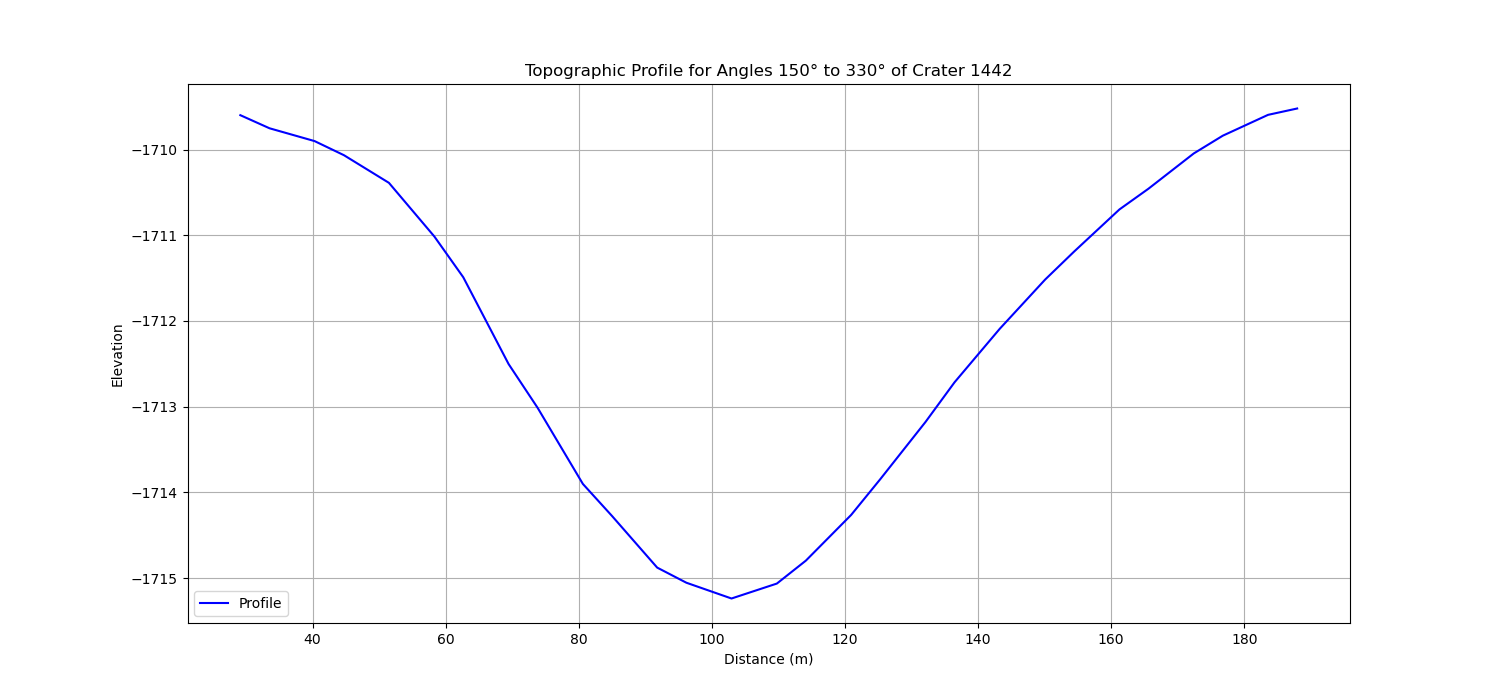 Topographic Profile for Angles 150° to 330° of Crater 1442
Elevation
−1710
−1711
−1712
−1713
−1714
−1715
Profile
40 60 80 100 120 140 160 180
Distance (m)